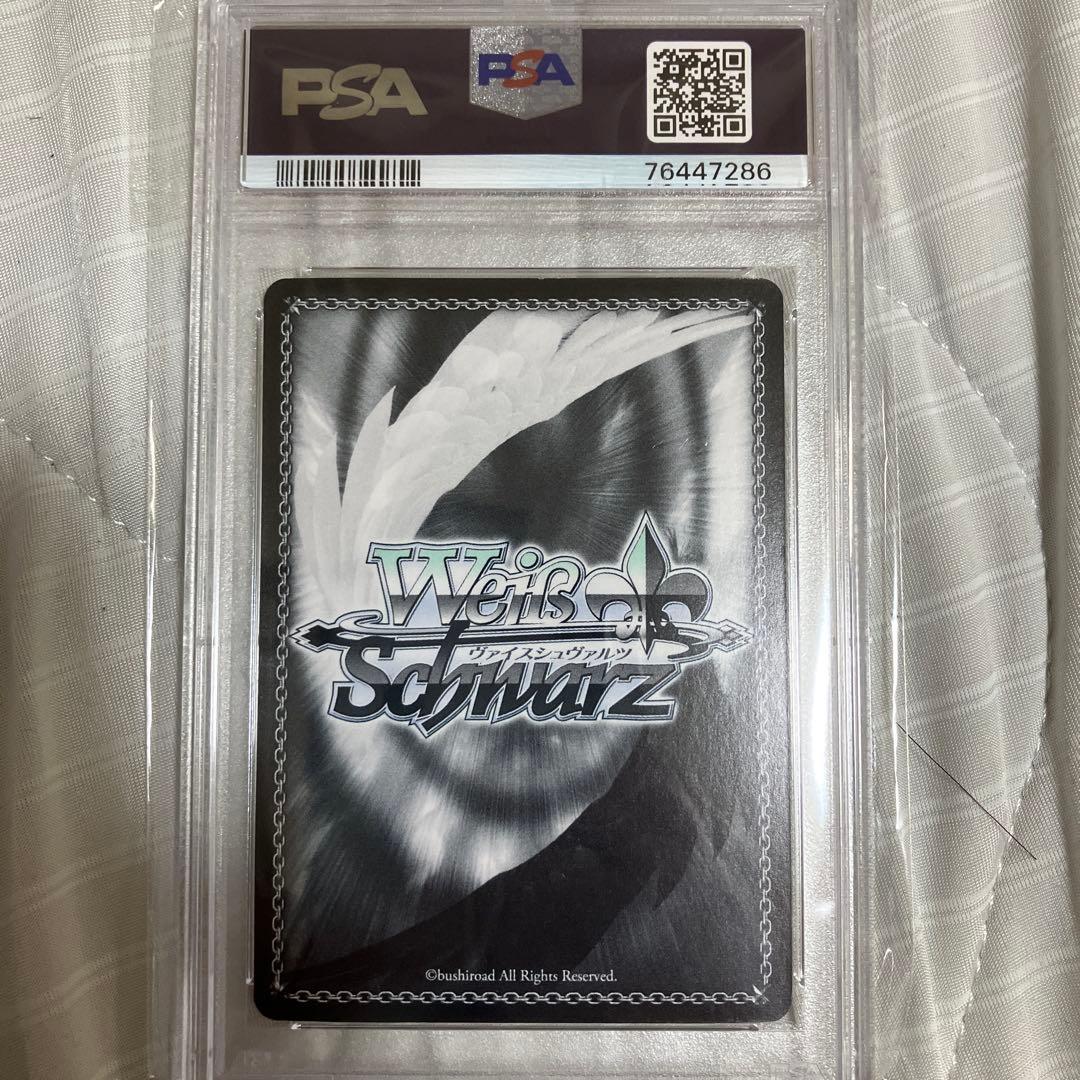 PSA
PSA
76447286
Weiß
ヴァイスシュヴァルツ
Schwarz
©bushiroad All Rights Reserved.